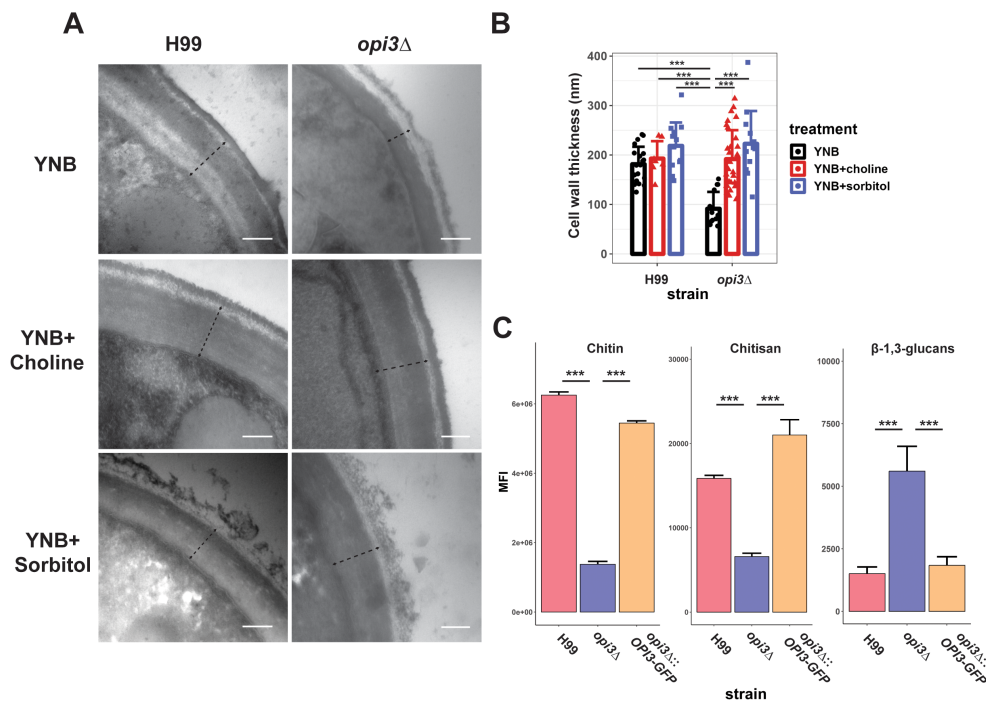 A
H99
opi3Δ
YNB
YNB+
Choline
YNB+
Sorbitol
B
Cell wall thickness (nm)
400
300
200
100
0
***
***
***
***
***
H99
opi3Δ
strain
treatment
YNB
YNB+choline
YNB+sorbitol
C
MFI
Chitin
6e+06
4e+06
2e+06
0e+00
***
***
H99
opi3Δ
opi3Δ::
OPI3-GFP
Chitisan
30000
20000
10000
0
***
***
H99
opi3Δ
opi3Δ::
OPI3-GFP
β-1,3-glucans
10000
7500
5000
2500
0
***
***
H99
opi3Δ
opi3Δ::
OPI3-GFP
strain